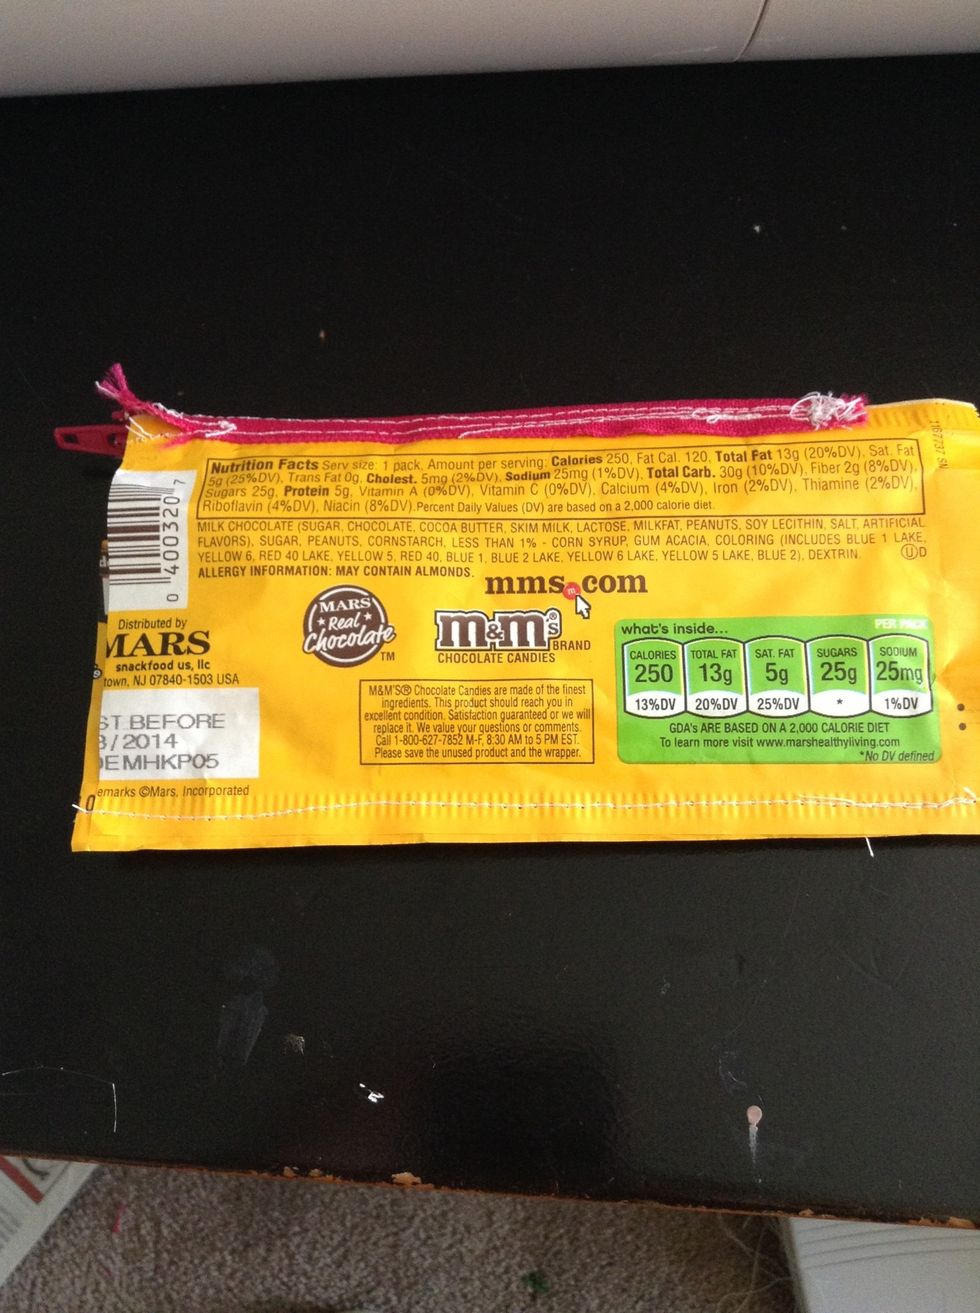 Nutrition Facts Serv size: 1 pack, Amount per serving: Calories 250, Fat Cal. 120, Total Fat 13g (20%DV), Sat. Fat
5g (25%DV), Trans Fat 0g, Cholest. 5mg (2%DV), Sodium 25mg (1%DV), Total Carb. 30g (10%DV), Fiber 2g (8%DV),
Sugars 25g, Protein 5g, Vitamin A (0%DV), Vitamin C (0%DV), Calcium (4%DV), Iron (2%DV), Thiamine (2%DV),
Riboflavin (4%DV), Niacin (8%DV). Percent Daily Values (DV) are based on a 2,000 calorie diet.
MILK CHOCOLATE (SUGAR, CHOCOLATE, COCOA BUTTER, SKIM MILK, LACTOSE, MILKFAT, PEANUTS, SOY LECITHIN, SALT, ARTIFICIAL
FLAVORS), SUGAR, PEANUTS, CORNSTARCH, LESS THAN 1% - CORN SYRUP, GUM ACACIA, COLORING (INCLUDES BLUE 1 LAKE,
YELLOW 6, RED 40 LAKE, YELLOW 5, RED 40, BLUE 1, BLUE 2 LAKE, YELLOW 6 LAKE, YELLOW 5 LAKE, BLUE 2), DEXTRIN. ⓊD
ALLERGY INFORMATION: MAY CONTAIN ALMONDS.
mms.com
0 400320 7
Distributed by
MARS
snackfood us, llc
town, NJ 07840-1503 USA
ST BEFORE
3/2014
EMHKP05
emarks ©Mars, Incorporated
MARS
Real
Chocolate
TM
m&m's
BRAND
CHOCOLATE CANDIES
M&M'S® Chocolate Candies are made of the finest
ingredients. This product should reach you in
excellent condition. Satisfaction guaranteed or we will
replace it. We value your questions or comments.
Call 1-800-627-7852 M-F, 8:30 AM to 5 PM EST.
Please save the unused product and the wrapper.
what's inside... PER PACK
CALORIES TOTAL FAT SAT. FAT SUGARS SODIUM
250 13g 5g 25g 25mg
13%DV 20%DV 25%DV * 1%DV
GDA's ARE BASED ON A 2,000 CALORIE DIET
To learn more visit www.marshealthyliving.com
*No DV defined